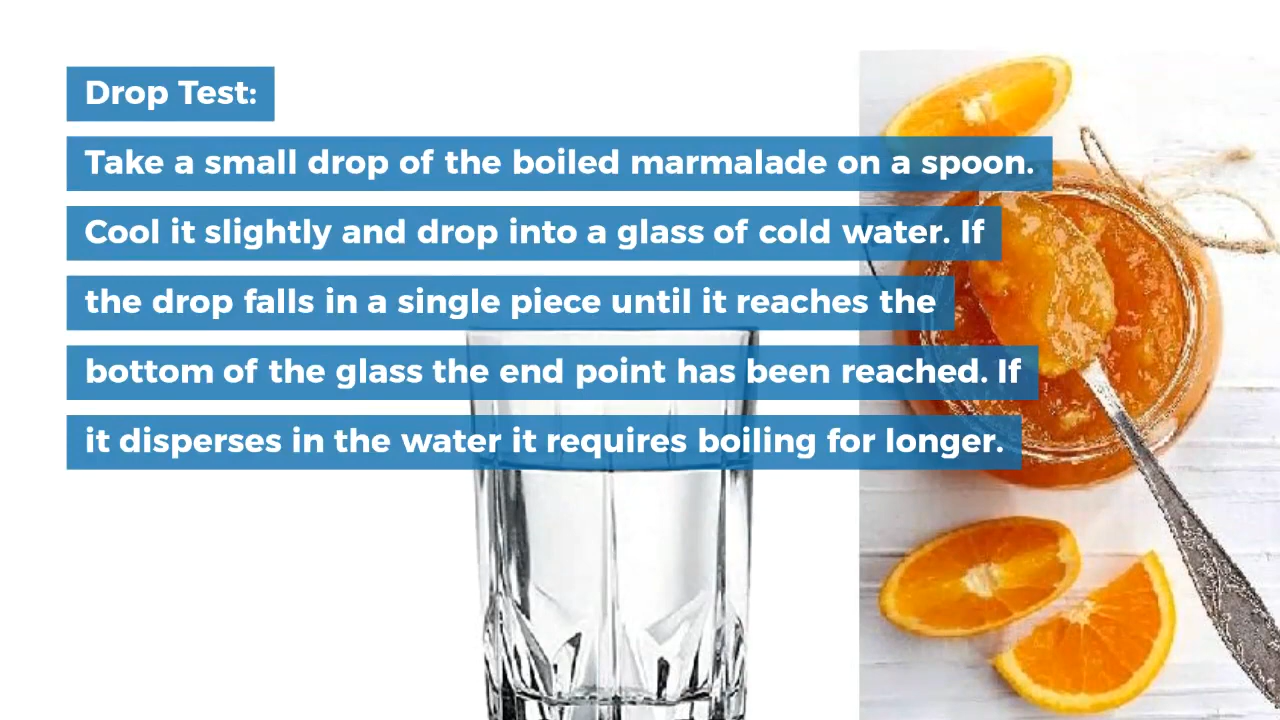 Drop Test:
Take a small drop of the boiled marmalade on a spoon.
Cool it slightly and drop into a glass of cold water. If
the drop falls in a single piece until it reaches the
bottom of the glass the end point has been reached. If
it disperses in the water it requires boiling for longer.